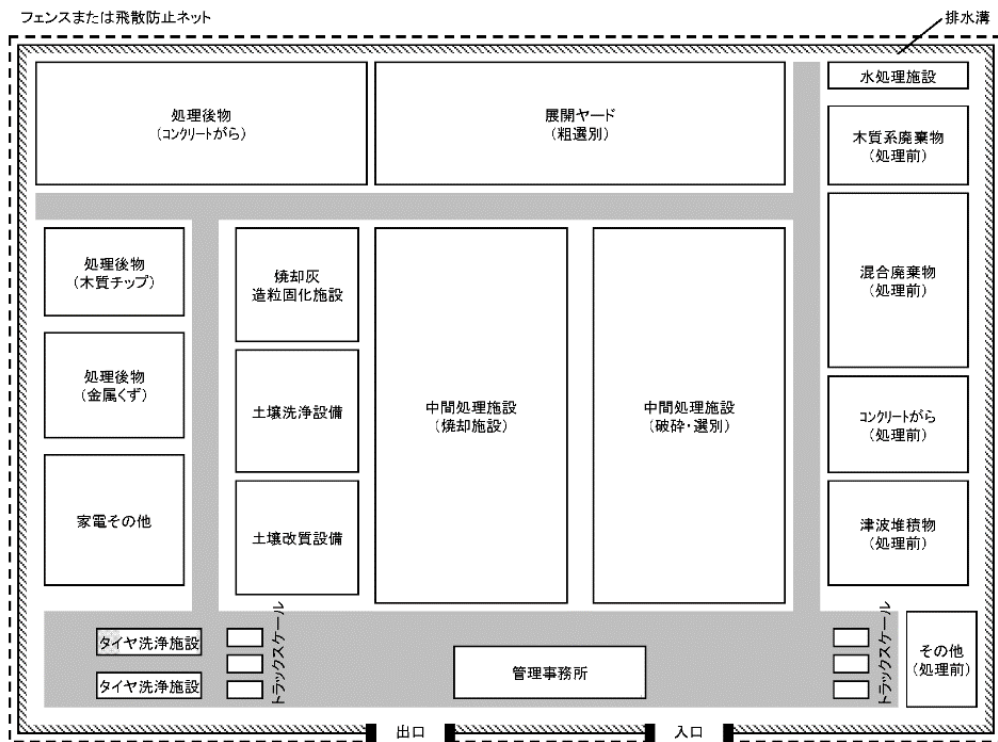 フェンスまたは飛散防止ネット
排水溝
処理後物
(コンクリートがら)
展開ヤード
(粗選別)
水処理施設
木質系廃棄物
(処理前)
処理後物
(木質チップ)
焼却灰
造粒固化施設
混合廃棄物
(処理前)
処理後物
(金属くず)
土壌洗浄設備
中間処理施設
(焼却施設)
中間処理施設
(破砕・選別)
コンクリートがら
(処理前)
家電その他
土壌改質設備
津波堆積物
(処理前)
タイヤ洗浄施設
タイヤ洗浄施設
トラックスケール
管理事務所
トラックスケール
その他
(処理前)
出口
入口